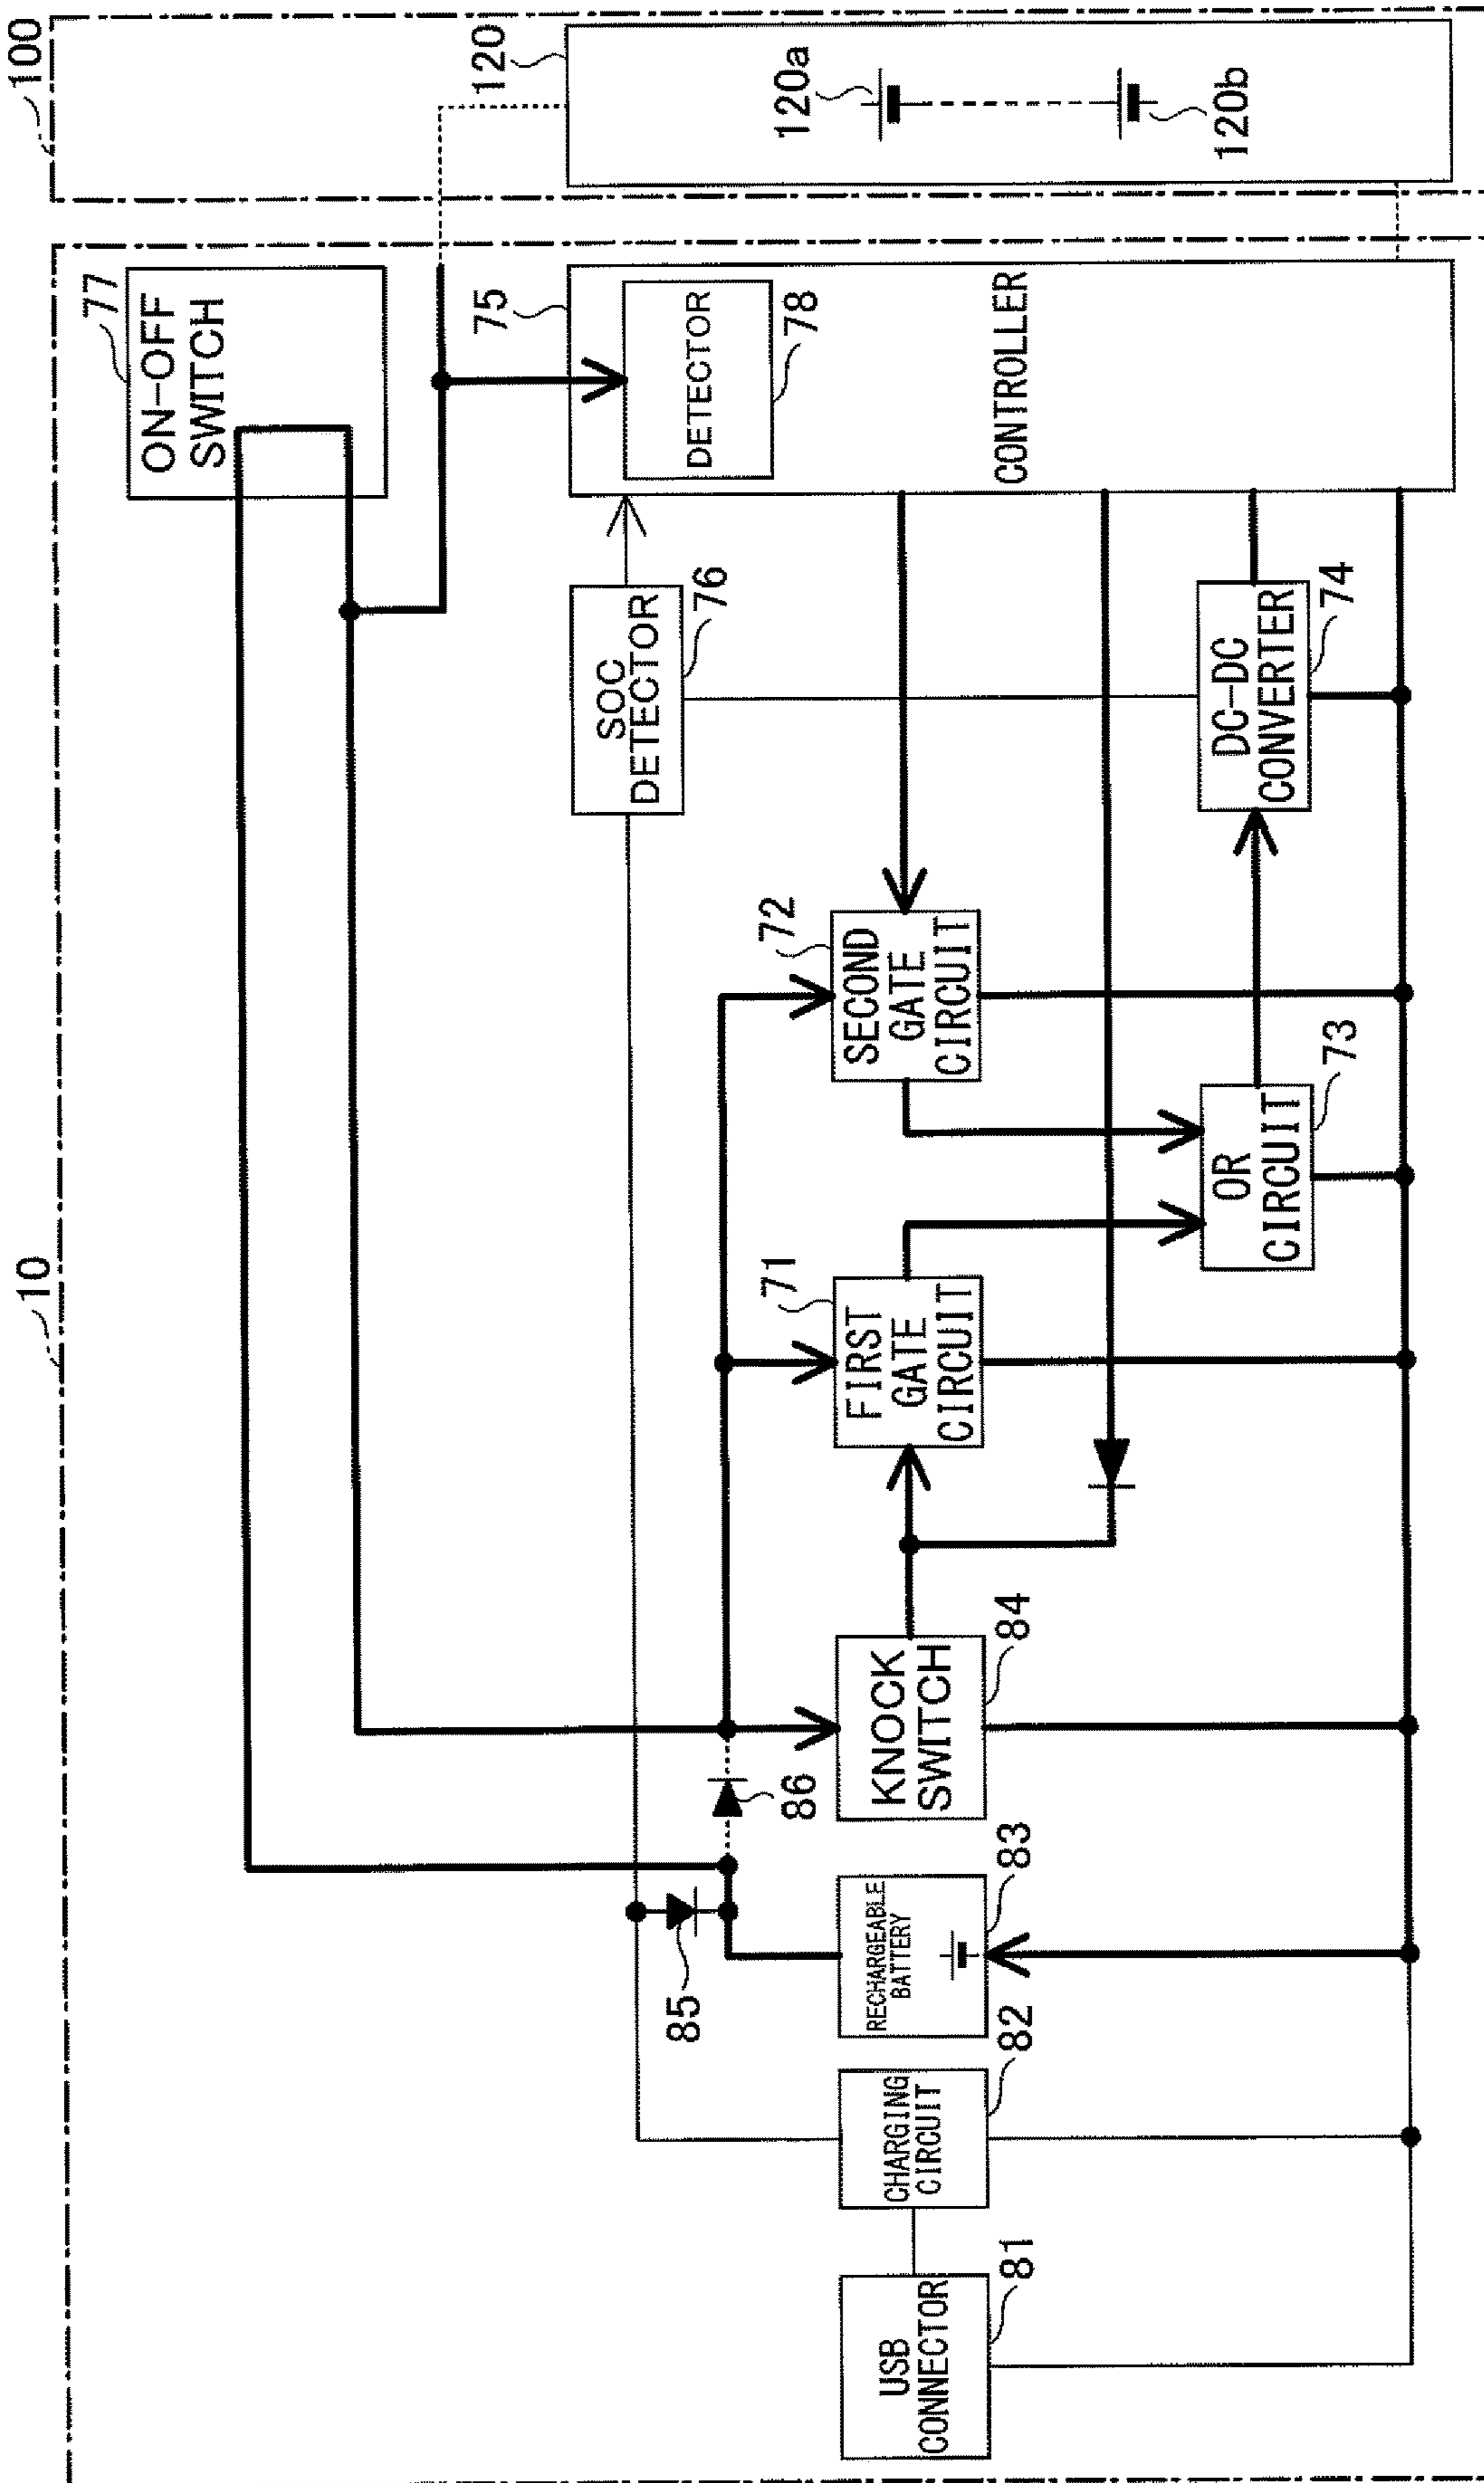 10
100
ON-OFF
SWITCH
77
120
120a
120b
75
DETECTOR
78
CONTROLLER
SOC
DETECTOR
76
DC-DC
CONVERTER
74
SECOND
GATE
CIRCUIT
72
OR
CIRCUIT
73
FIRST
GATE
CIRCUIT
71
KNOCK
SWITCH
84
86
85
RECHARGEABLE
BATTERY
83
CHARGING
CIRCUIT
82
USB
CONNECTOR
81